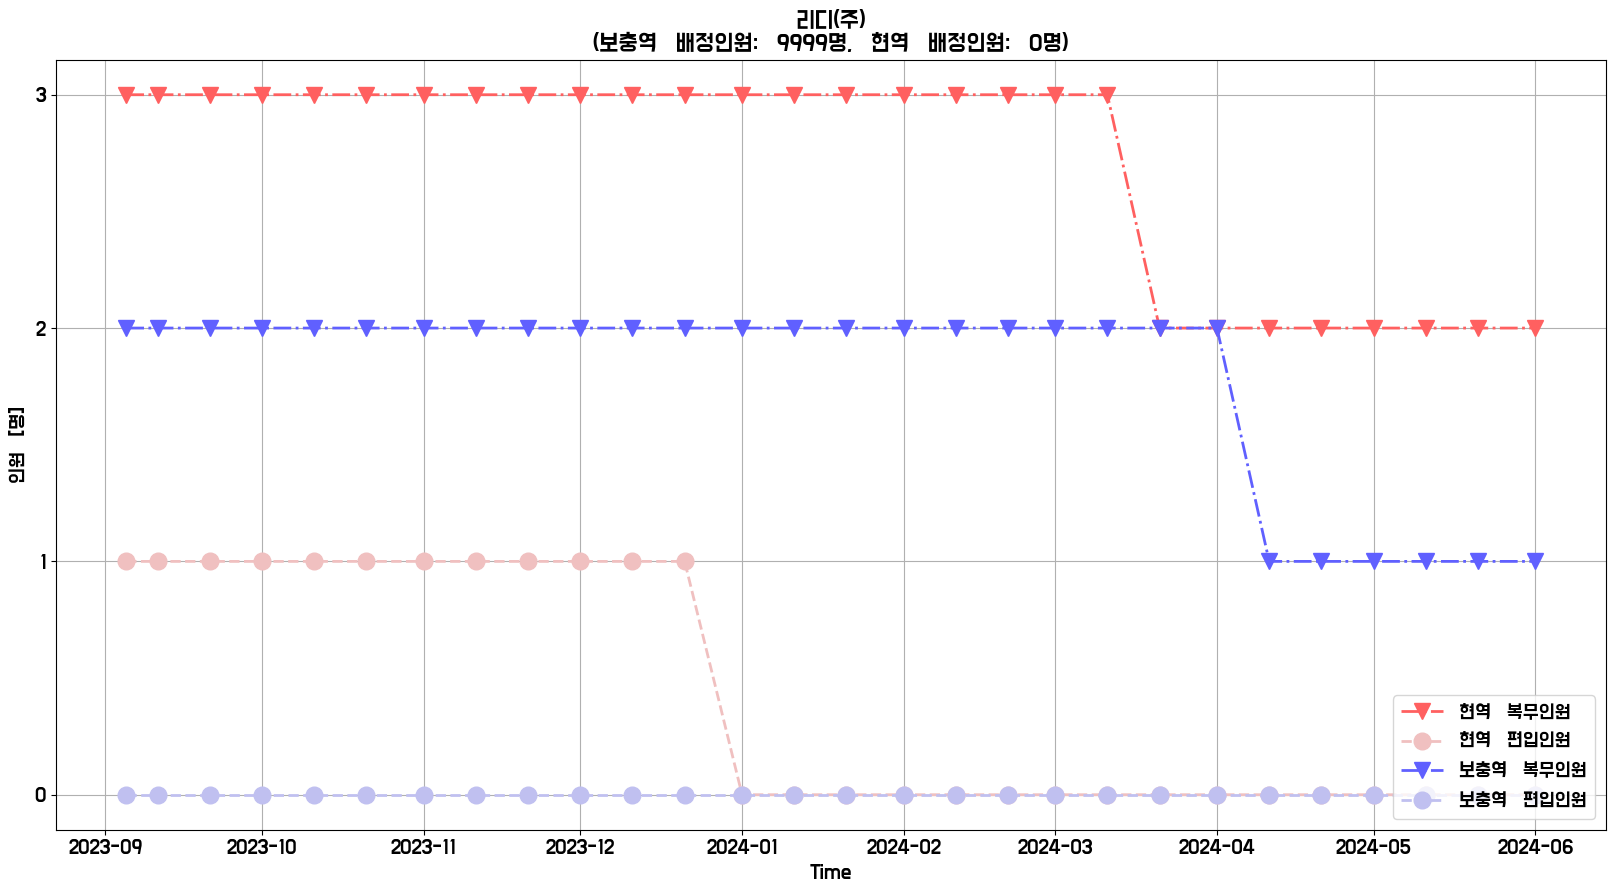 리디(주)
(보충역 배정인원: 9999명, 현역 배정인원: 0명)
3
2
1
0
인원 [명]
2023-09 2023-10 2023-11 2023-12 2024-01 2024-02 2024-03 2024-04 2024-05 2024-06
Time
현역 복무인원
현역 편입인원
보충역 복무인원
보충역 편입인원